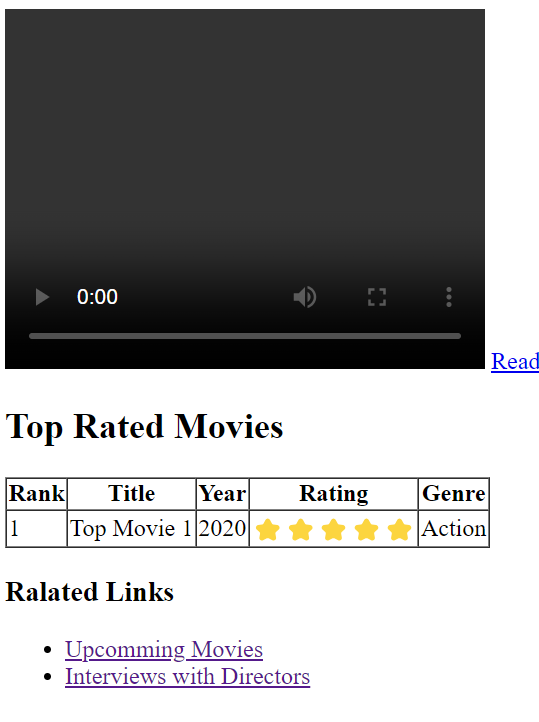 0:00
Read
Top Rated Movies
Rank Title Year Rating Genre
1 Top Movie 1 2020 Action
Ralated Links
Upcomming Movies
Interviews with Directors